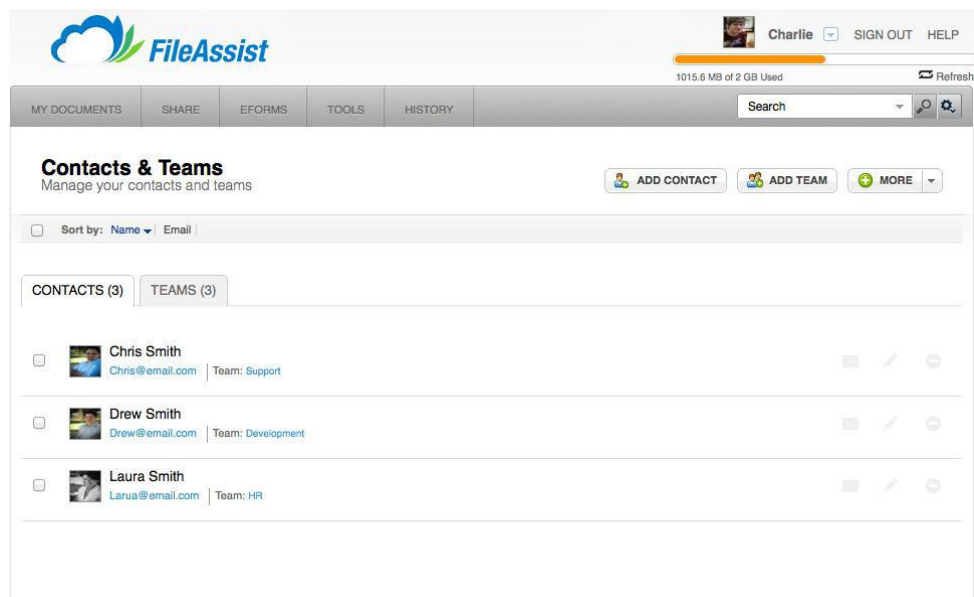 FileAssist
Charlie SIGN OUT HELP
1015.6 MB of 2 GB Used Refresh
MY DOCUMENTS SHARE EFORMS TOOLS HISTORY Search
Contacts & Teams
Manage your contacts and teams
ADD CONTACT ADD TEAM MORE
Sort by: Name Email
CONTACTS (3) TEAMS (3)
Chris Smith
Chris@email.com Team: Support
Drew Smith
Drew@email.com Team: Development
Laura Smith
Larua@email.com Team: HR